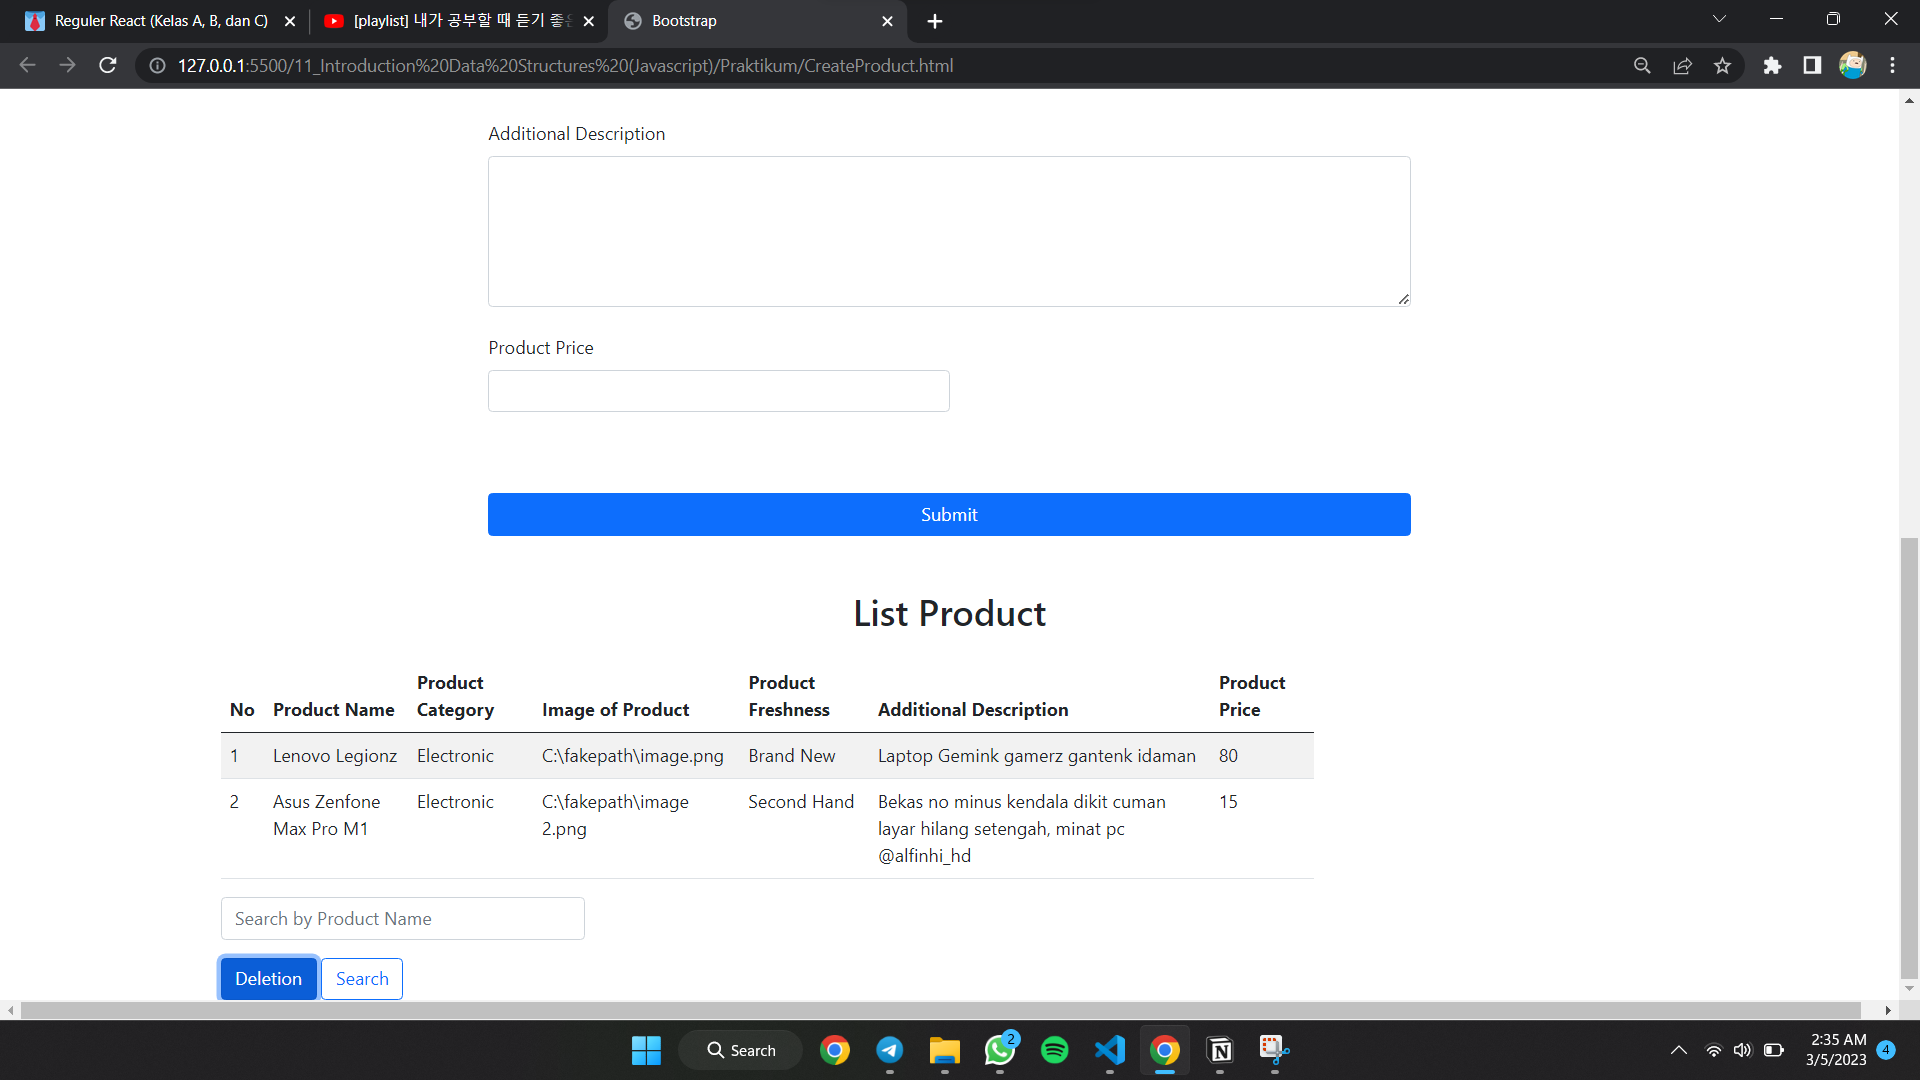 Reguler React (Kelas A, B, dan C)
[playlist] 내가 공부할 때 듣기 좋은
Bootstrap
127.0.0.1:5500/11_Introduction%20Data%20Structures%20(Javascript)/Praktikum/CreateProduct.html
Additional Description
Product Price
Submit
List Product
No Product Name Product Category Image of Product Product Freshness Additional Description Product Price
1 Lenovo Legionz Electronic C:\fakepath\image.png Brand New Laptop Gemink gamerz gantenk idaman 80
2 Asus Zenfone Max Pro M1 Electronic C:\fakepath\image 2.png Second Hand Bekas no minus kendala dikit cuman layar hilang setengah, minat pc @alfinhi_hd 15
Search by Product Name
Deletion Search
Search
2
2:35 AM
3/5/2023
4